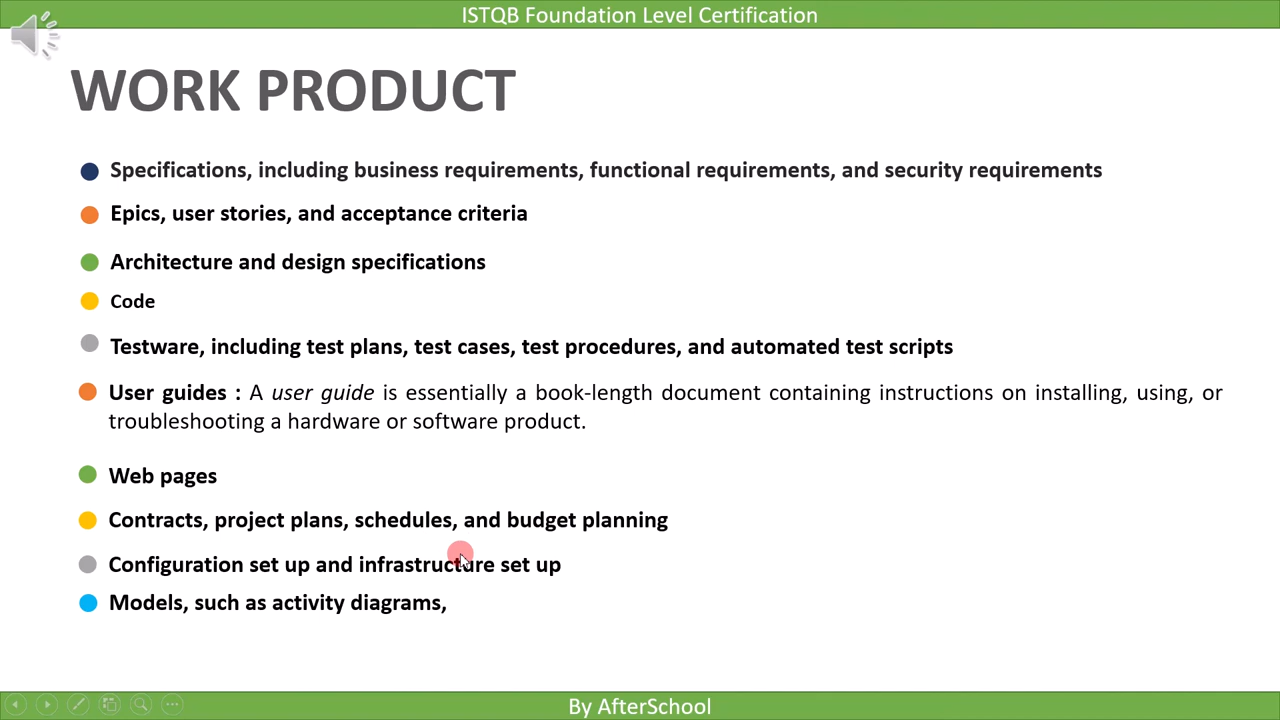 ISTQB Foundation Level Certification
WORK PRODUCT
Specifications, including business requirements, functional requirements, and security requirements
Epics, user stories, and acceptance criteria
Architecture and design specifications
Code
Testware, including test plans, test cases, test procedures, and automated test scripts
User guides : A user guide is essentially a book-length document containing instructions on installing, using, or
troubleshooting a hardware or software product.
Web pages
Contracts, project plans, schedules, and budget planning
Configuration set up and infrastructure set up
Models, such as activity diagrams,
By AfterSchool